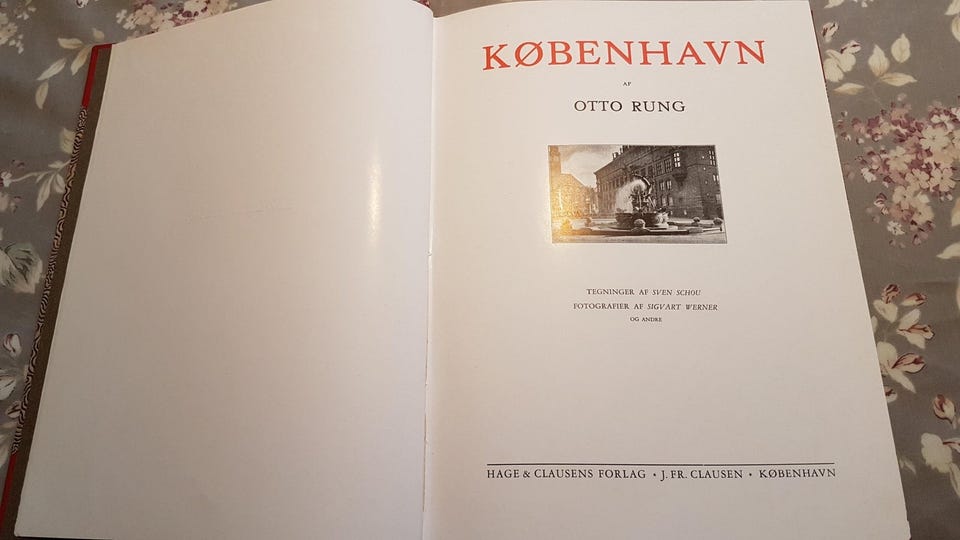 KØBENHAVN
AF
OTTO RUNG
TEGNINGER AF SVEN SCHOU
FOTOGRAFIER AF SIGVART WERNER
OG ANDRE
HAGE & CLAUSENS FORLAG • J. FR. CLAUSEN • KØBENHAVN